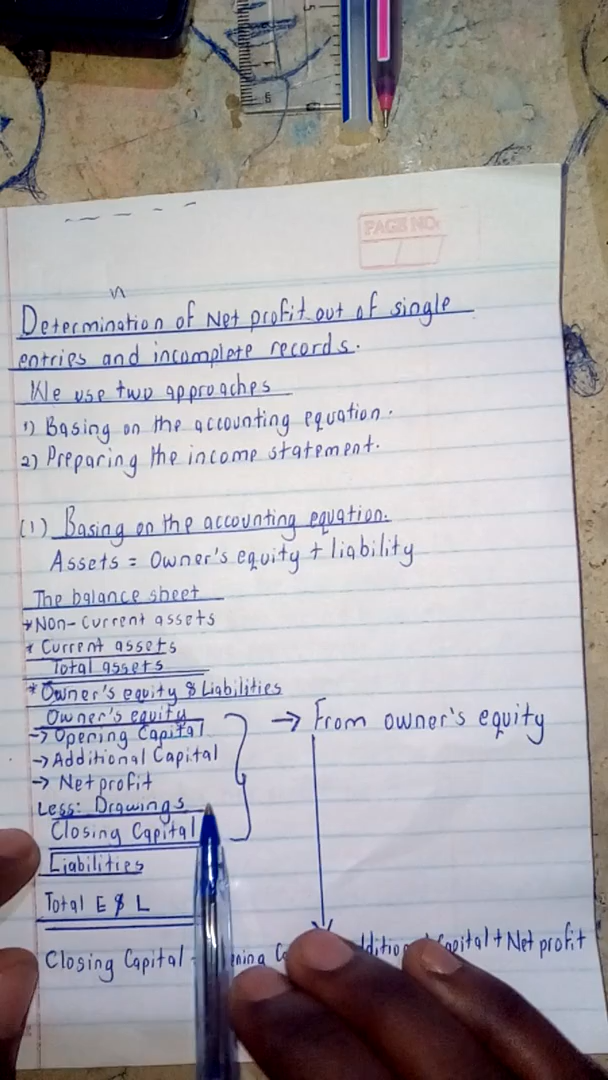 PAGE NO:
Determination of Net profit out of single
entries and incomplete records.
We use two approaches
1) Basing on the accounting equation.
2) Preparing the income statement.
(1) Basing on the accounting equation.
Assets = Owner's equity + liability
The balance sheet
* Non-current assets
* Current assets
Total assets
* Owner's equity & Liabilities
Owner's equity
→ Opening Capital
→ Additional Capital
→ Net profit
Less: Drawings
Closing Capital
→ From owner's equity
Liabilities
Total E & L
Closing Capital Capital + Net profit